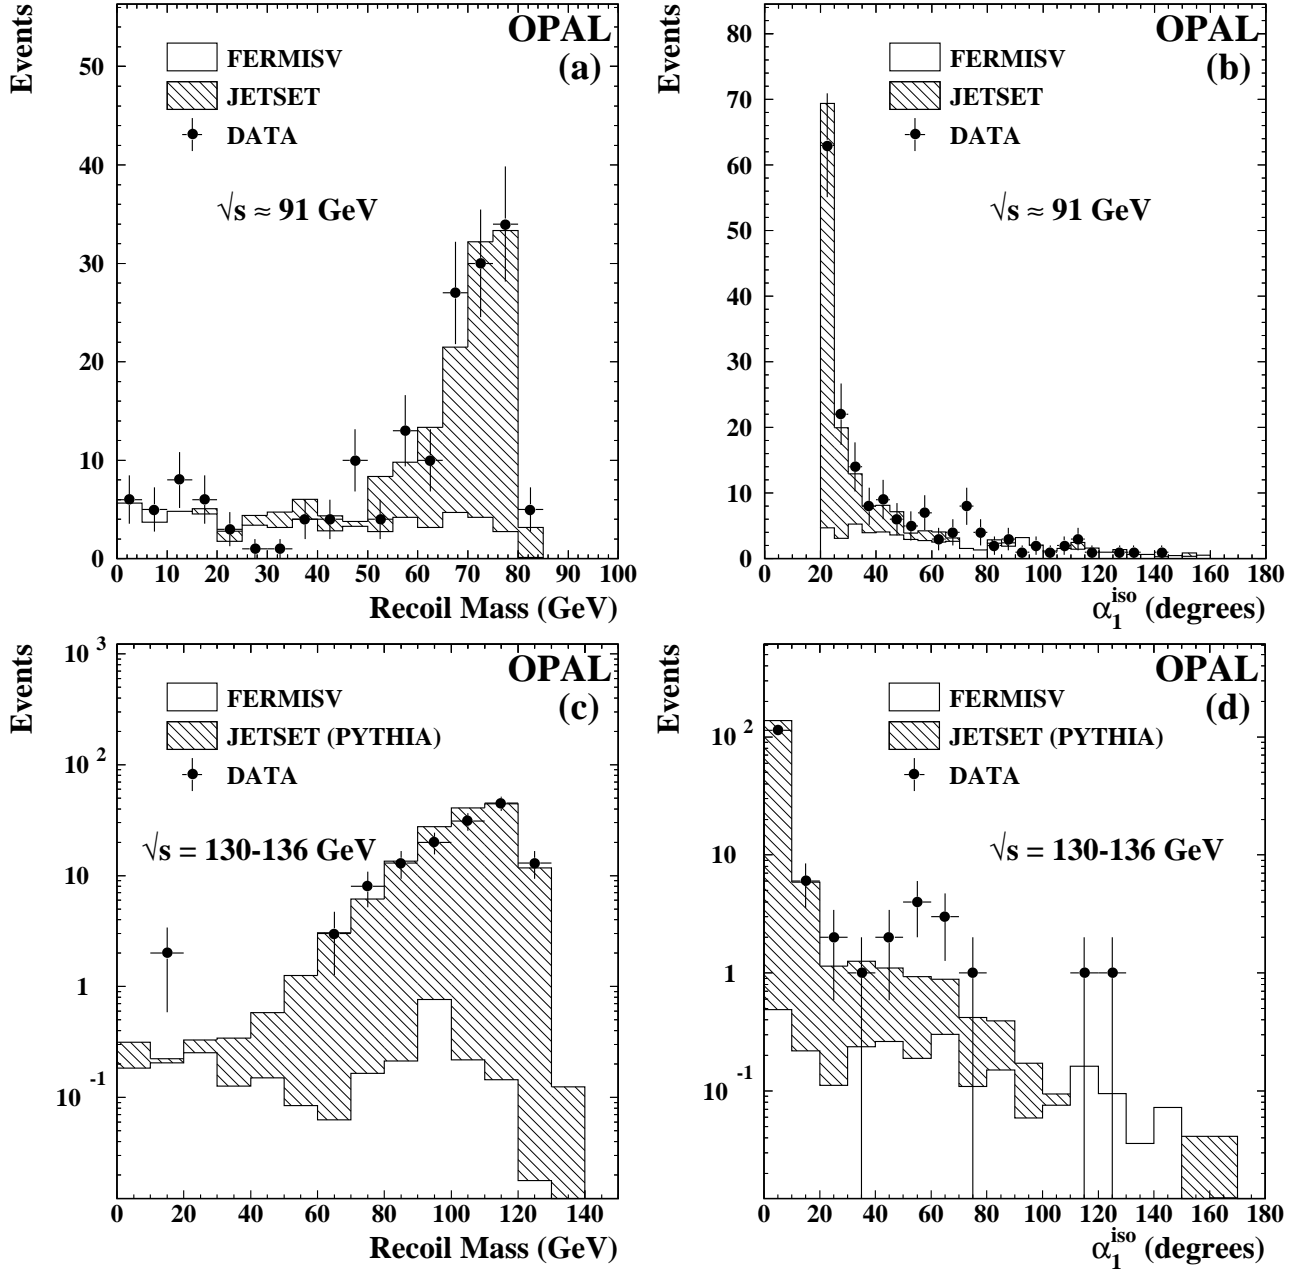 Events
OPAL
(a)
FERMISV
JETSET
DATA
√s ≈ 91 GeV
50
40
30
20
10
0
0 10 20 30 40 50 60 70 80 90 100
Recoil Mass (GeV)
Events
OPAL
(b)
FERMISV
JETSET
DATA
√s ≈ 91 GeV
80
70
60
50
40
30
20
10
0
0 20 40 60 80 100 120 140 160 180
α₁^iso (degrees)
Events
OPAL
(c)
FERMISV
JETSET (PYTHIA)
DATA
√s = 130-136 GeV
10^3
10^2
10
1
10^-1
0 20 40 60 80 100 120 140
Recoil Mass (GeV)
Events
OPAL
(d)
FERMISV
JETSET (PYTHIA)
DATA
√s = 130-136 GeV
10^2
10
1
10^-1
0 20 40 60 80 100 120 140 160 180
α₁^iso (degrees)